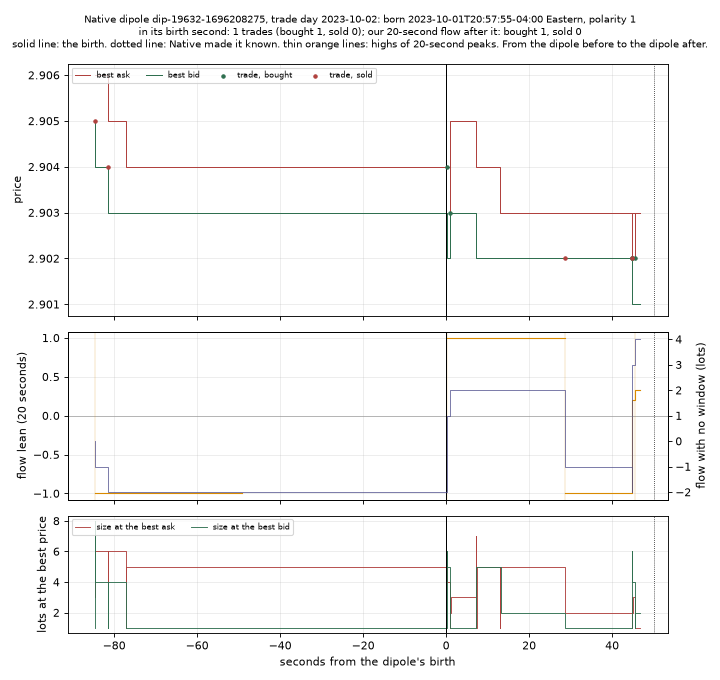 Native dipole dip-19632-1696208275, trade day 2023-10-02: born 2023-10-01T20:57:55-04:00 Eastern, polarity 1
in its birth second: 1 trades (bought 1, sold 0); our 20-second flow after it: bought 1, sold 0
solid line: the birth. dotted line: Native made it known. thin orange lines: highs of 20-second peaks. From the dipole before to the dipole after.
best ask best bid trade, bought trade, sold
2.906
2.905
2.904
2.903
2.902
2.901
price
1.0
0.5
0.0
−0.5
−1.0
flow lean (20 seconds)
4
3
2
1
0
−1
−2
flow with no window (lots)
size at the best ask size at the best bid
8
6
4
2
lots at the best price
−80 −60 −40 −20 0 20 40
seconds from the dipole's birth